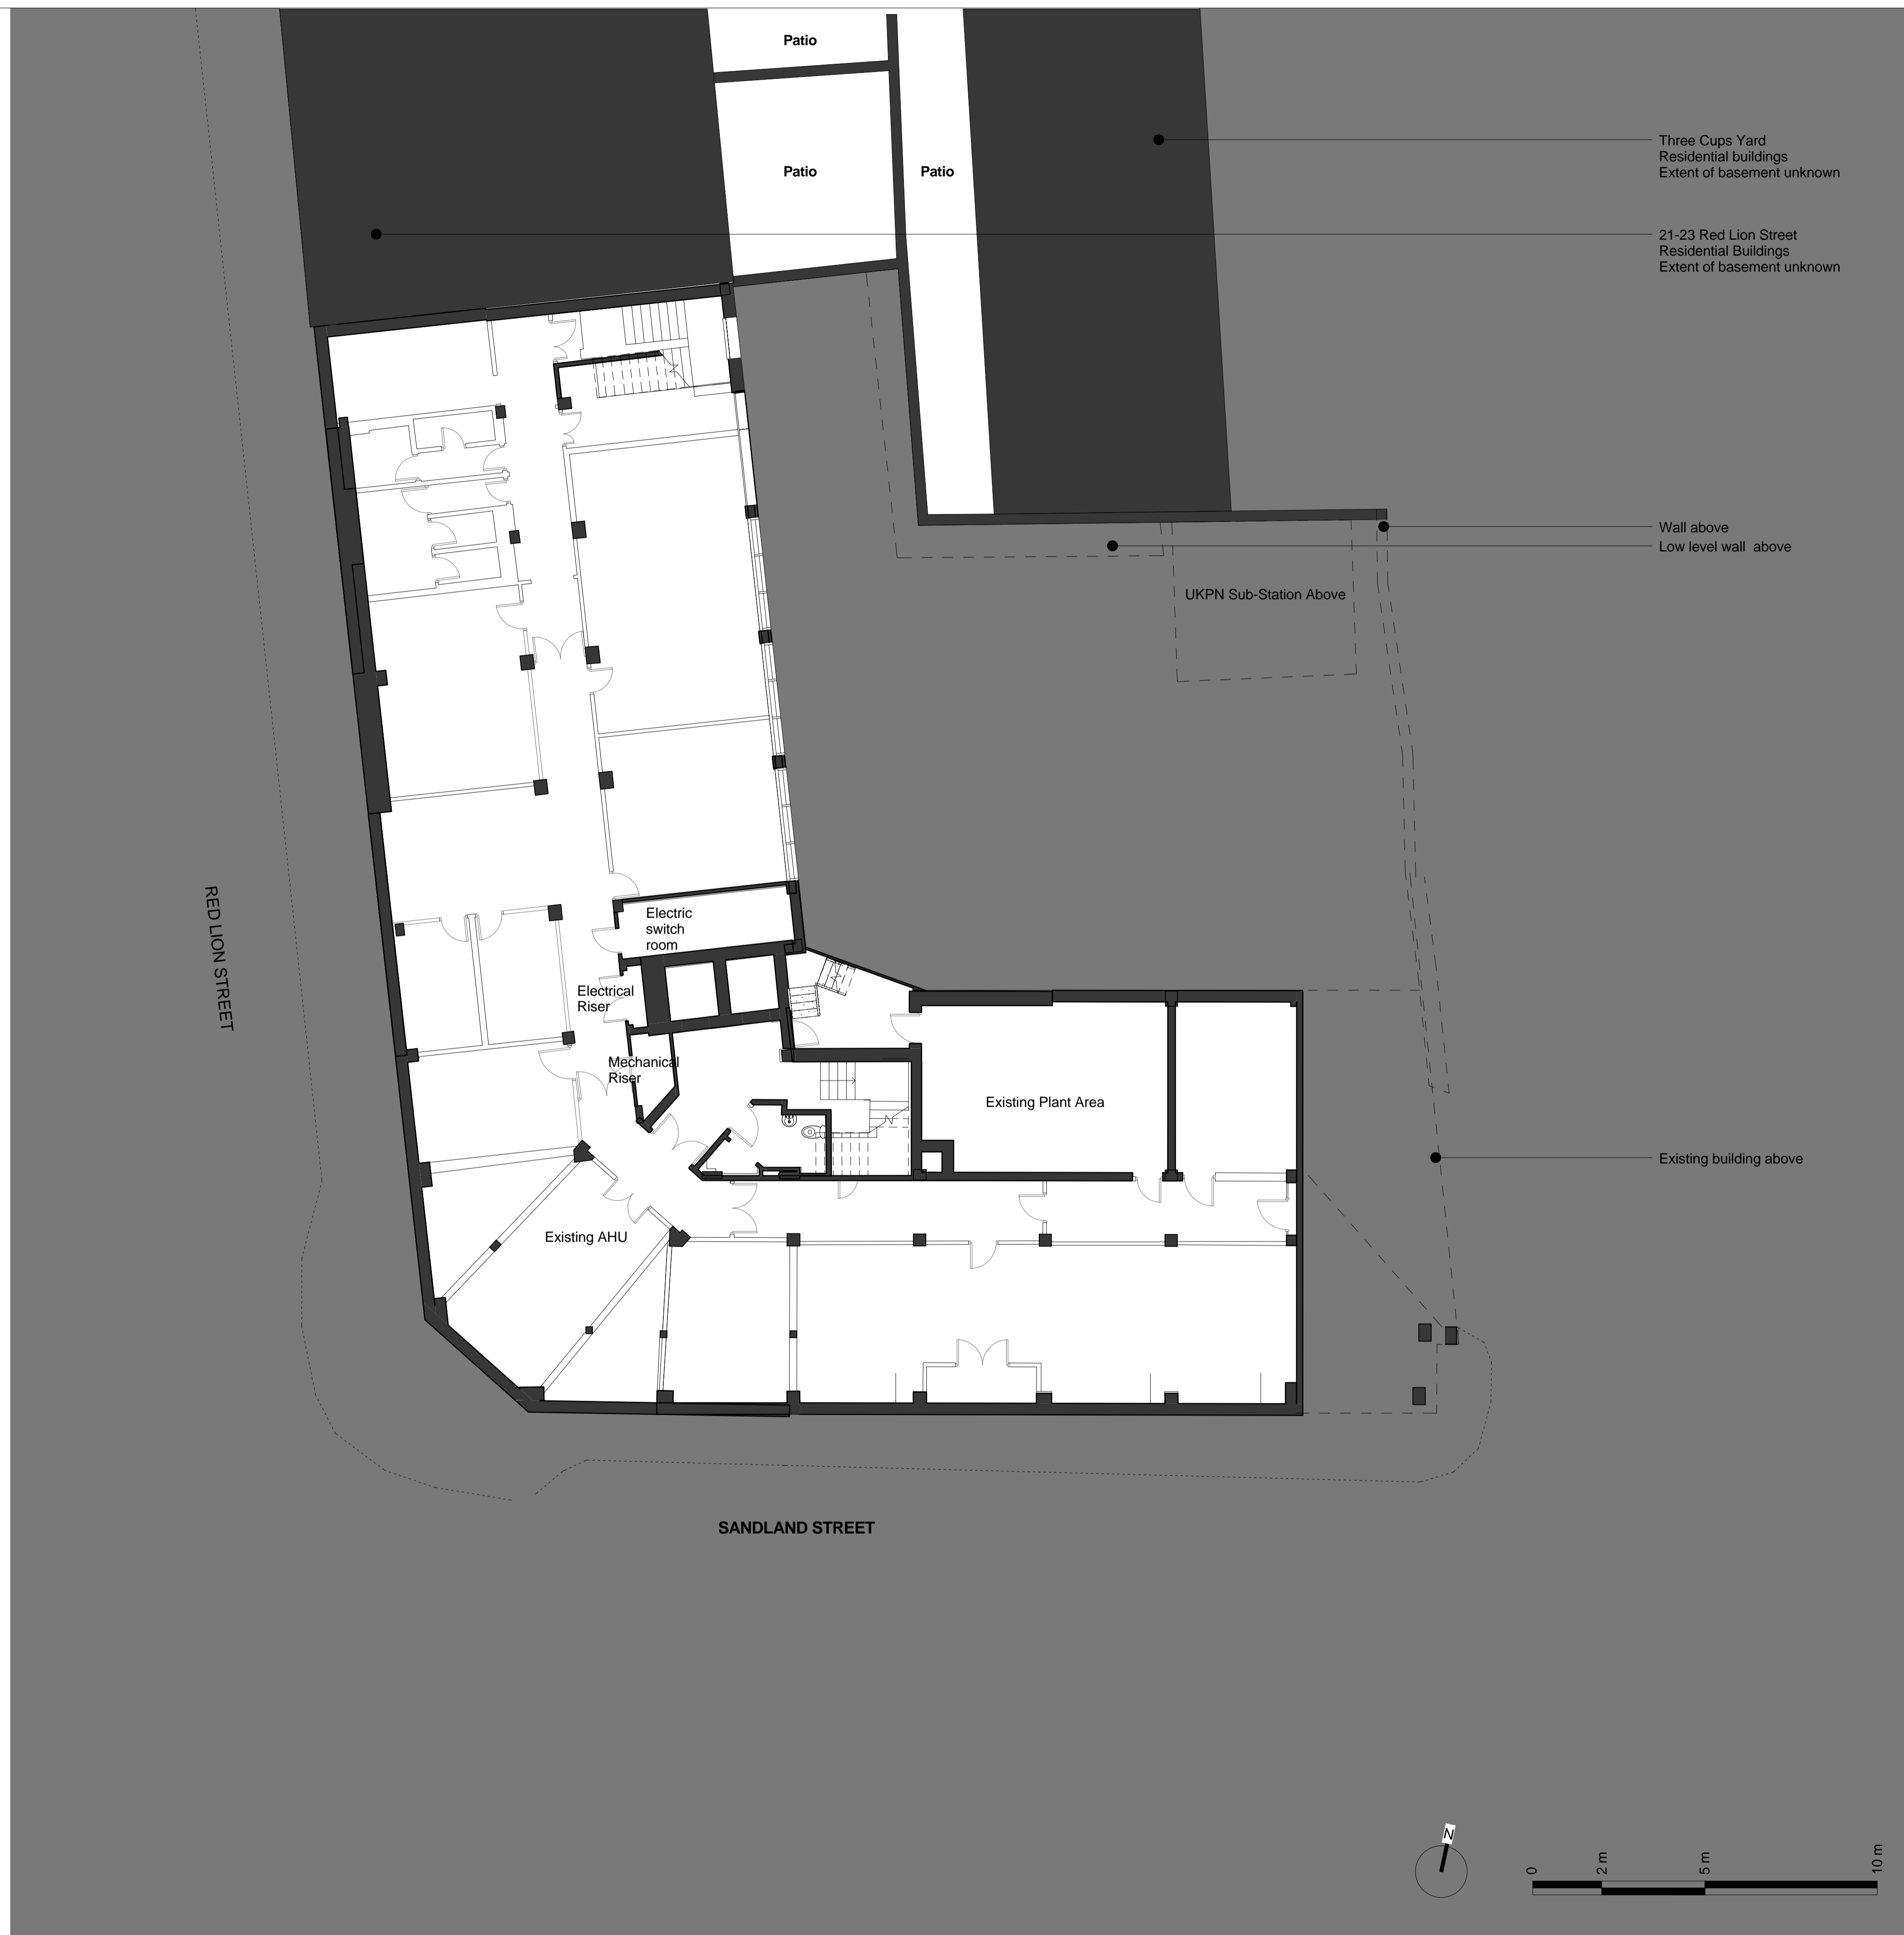 Patio
Patio
Patio
Three Cups Yard
Residential buildings
Extent of basement unknown
21-23 Red Lion Street
Residential Buildings
Extent of basement unknown
Wall above
Low level wall above
UKPN Sub-Station Above
RED LION STREET
Electric
switch
room
Electrical
Riser
Mechanical
Riser
Existing Plant Area
Existing building above
Existing AHU
SANDLAND STREET
N
0
2 m
5 m
10 m